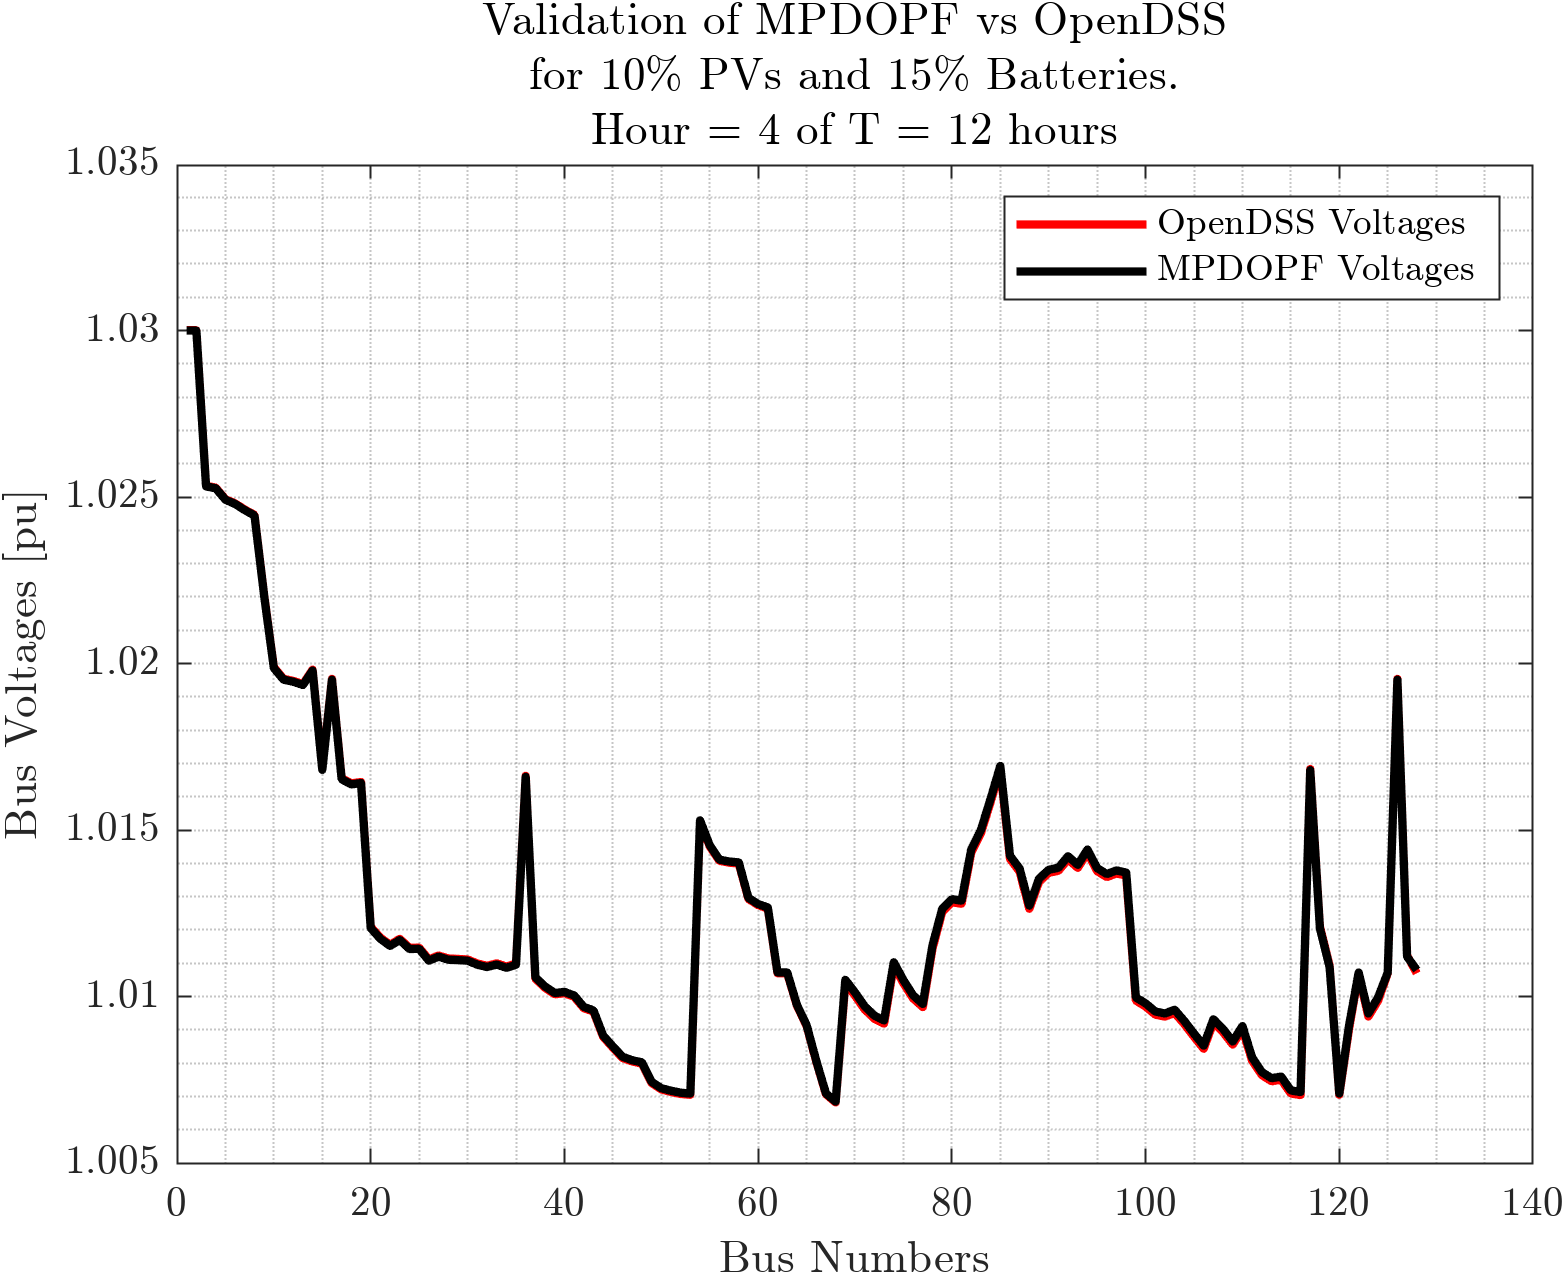 Validation of MPDOPF vs OpenDSS
for 10% PVs and 15% Batteries.
Hour = 4 of T = 12 hours
OpenDSS Voltages
MPDOPF Voltages
Bus Voltages [pu]
1.035
1.03
1.025
1.02
1.015
1.01
1.005
0 20 40 60 80 100 120 140
Bus Numbers